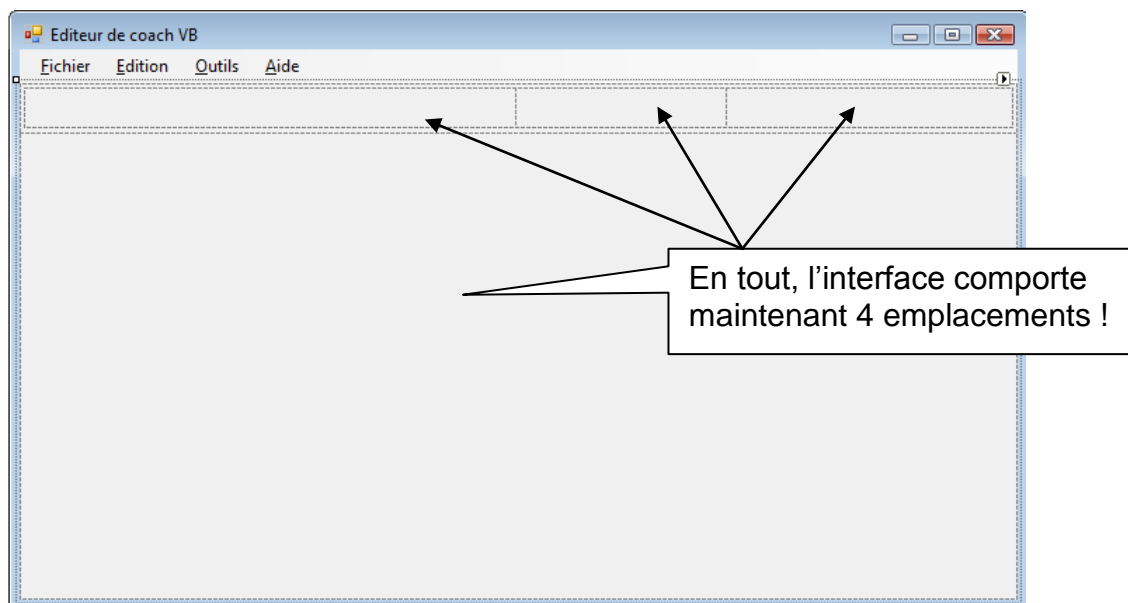 Editeur de coach VB
Fichier Edition Outils Aide
En tout, l’interface comporte
maintenant 4 emplacements !